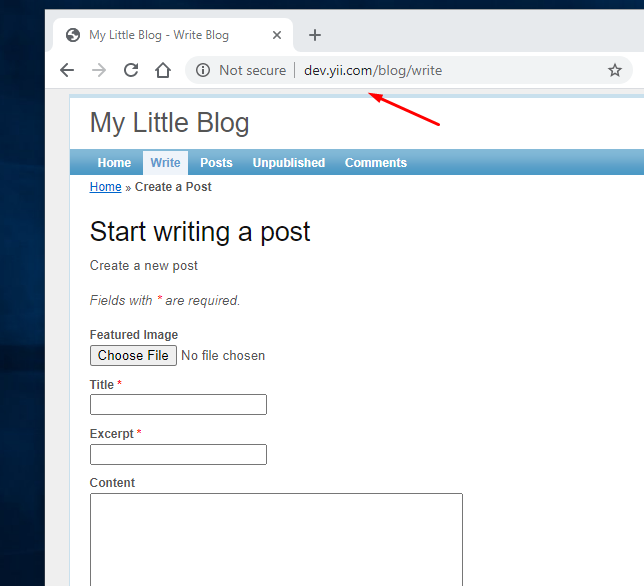 My Little Blog - Write Blog
Not secure | dev.yii.com/blog/write
My Little Blog
Home Write Posts Unpublished Comments
Home » Create a Post
Start writing a post
Create a new post
Fields with * are required.
Featured Image
Choose File No file chosen
Title *
Excerpt *
Content